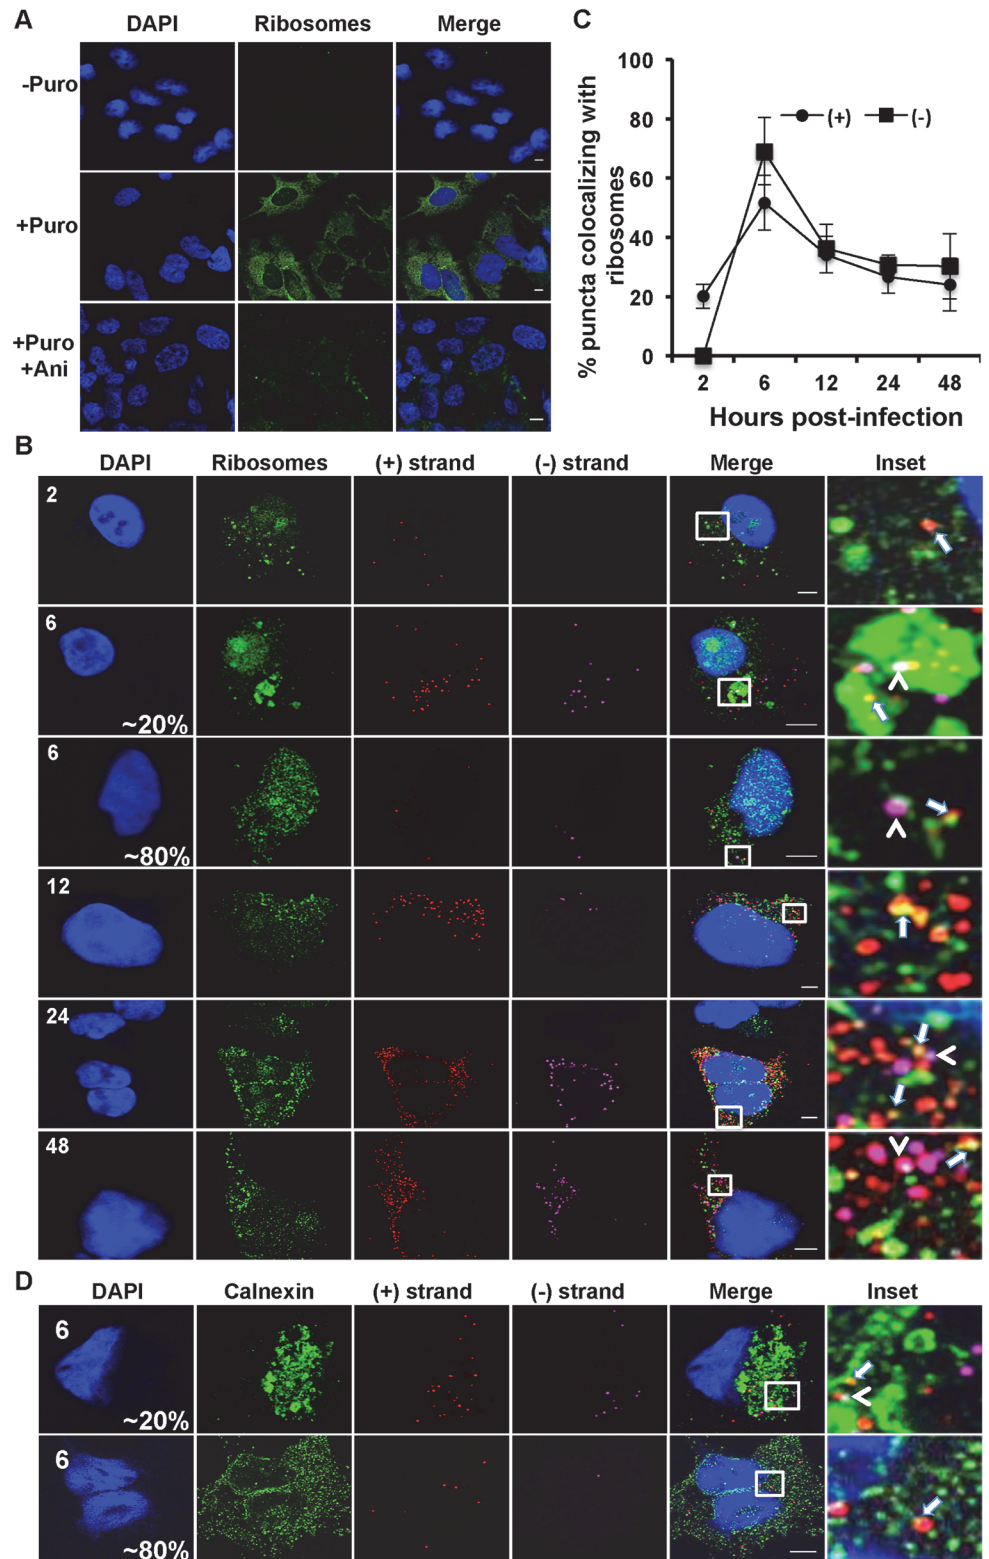 A
DAPI Ribosomes Merge
-Puro
+Puro
+Puro
+Ani
C
% puncta colocalizing with
ribosomes
100
80
60
40
20
0
(+) (-)
2 6 12 24 48
Hours post-infection
B
DAPI Ribosomes (+) strand (-) strand Merge Inset
2
6
~20%
6
~80%
12
24
48
D
DAPI Calnexin (+) strand (-) strand Merge Inset
6
~20%
6
~80%